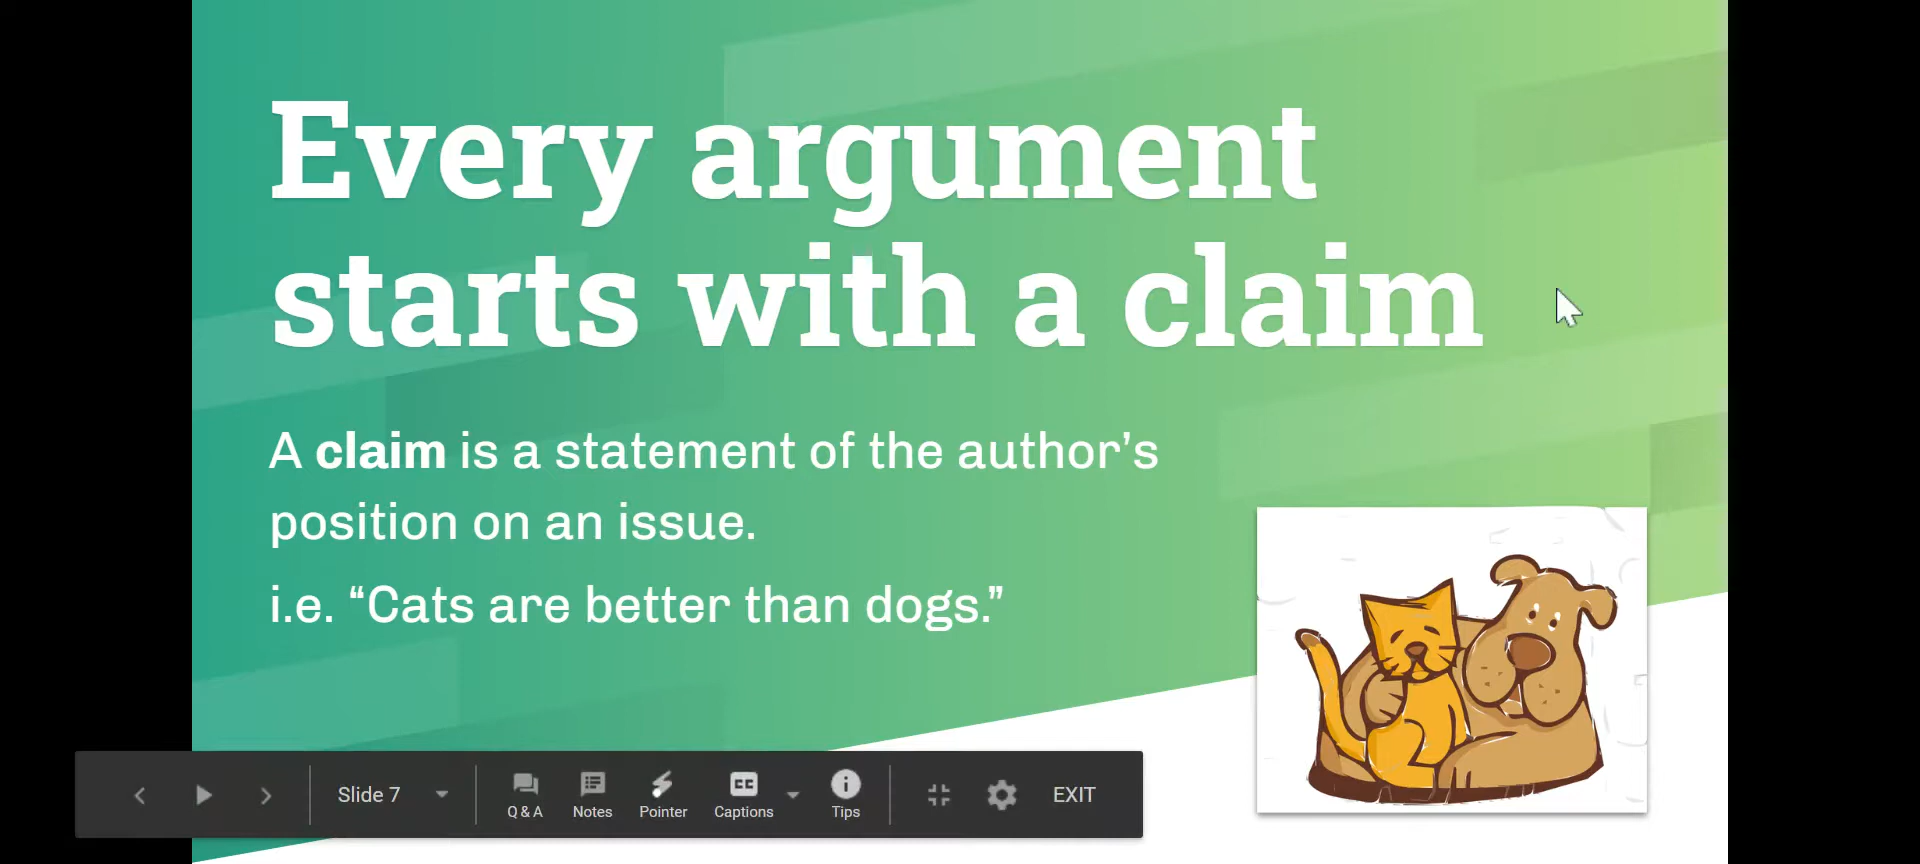 Every argument
starts with a claim
A claim is a statement of the author’s
position on an issue.
i.e. “Cats are better than dogs.”
Slide 7
Q & A
Notes
Pointer
CC
Captions
Tips
EXIT